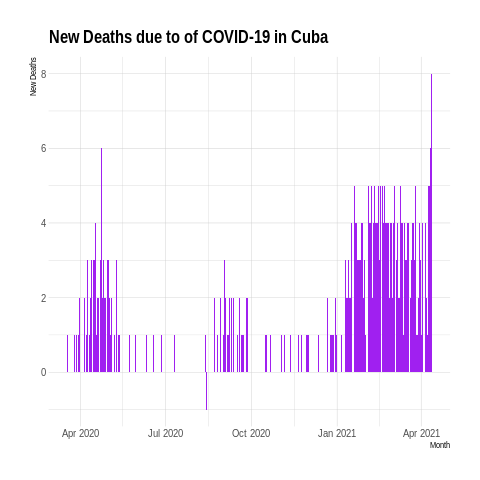 New Deaths due to of COVID-19 in Cuba
New Deaths
8
6
4
2
0
Apr 2020 Jul 2020 Oct 2020 Jan 2021 Apr 2021
Month